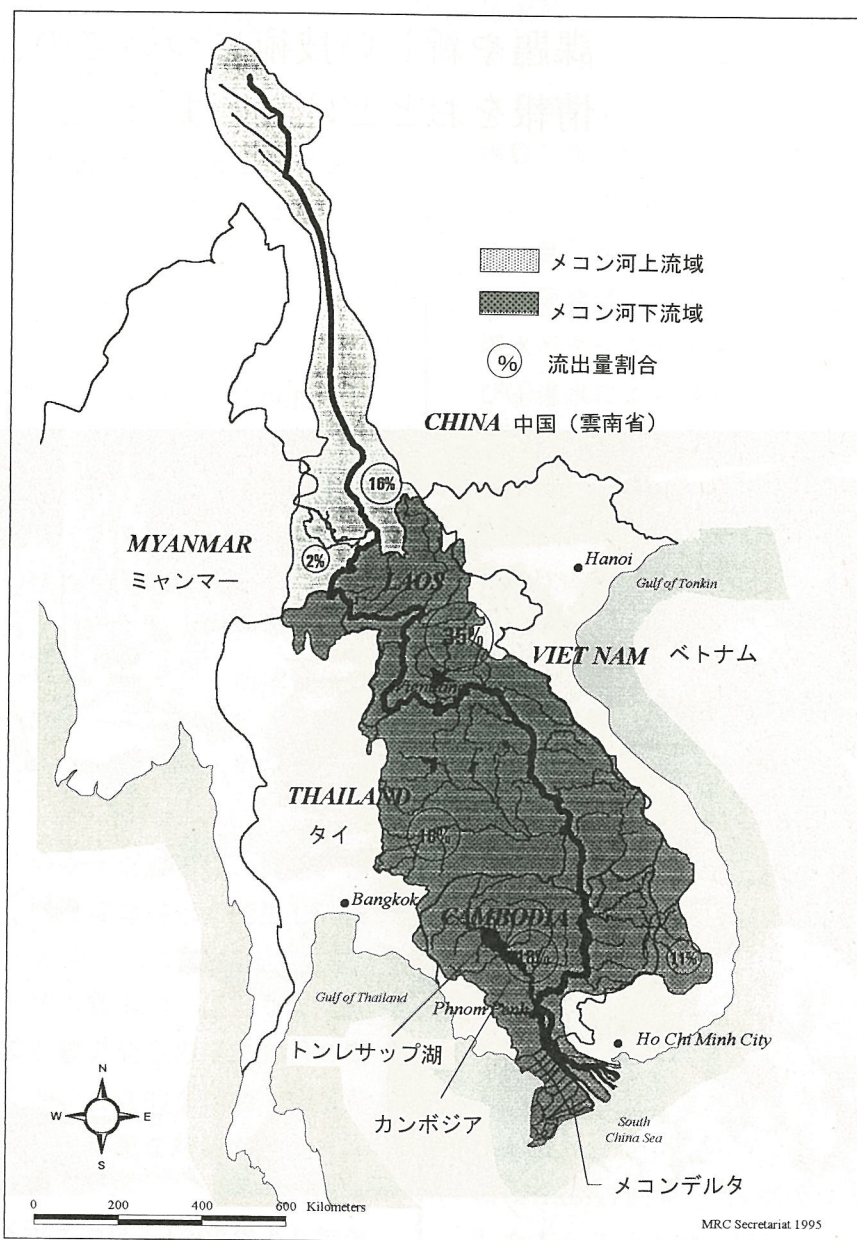 メコン河上流域
メコン河下流域
% 流出量割合
CHINA 中国（雲南省）
16%
MYANMAR
ミャンマー
2%
LAOS
Hanoi
Gulf of Tonkin
35%
VIET NAM ベトナム
THAILAND
タイ
18%
Bangkok
CAMBODIA
18%
11%
Gulf of Thailand
Phnom Penh
トンレサップ湖
Ho Chi Minh City
カンボジア
South
China Sea
メコンデルタ
N
W E
S
0 200 400 600 Kilometers
MRC Secretariat 1995